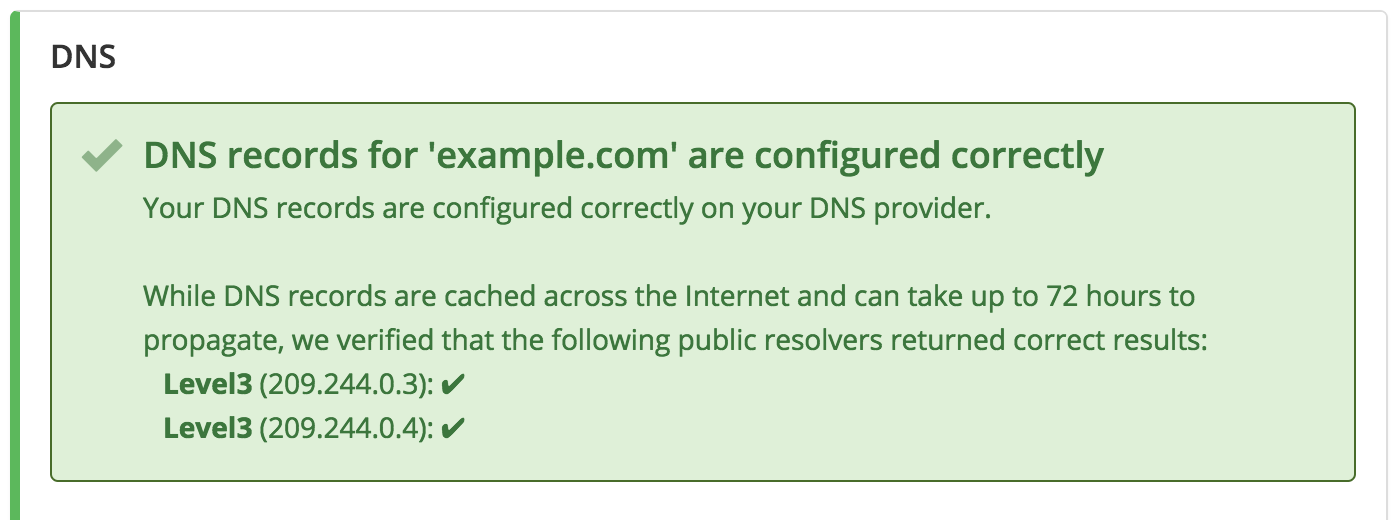 DNS
DNS records for 'example.com' are configured correctly
Your DNS records are configured correctly on your DNS provider.
While DNS records are cached across the Internet and can take up to 72 hours to
propagate, we verified that the following public resolvers returned correct results:
Level3 (209.244.0.3): ✔
Level3 (209.244.0.4): ✔